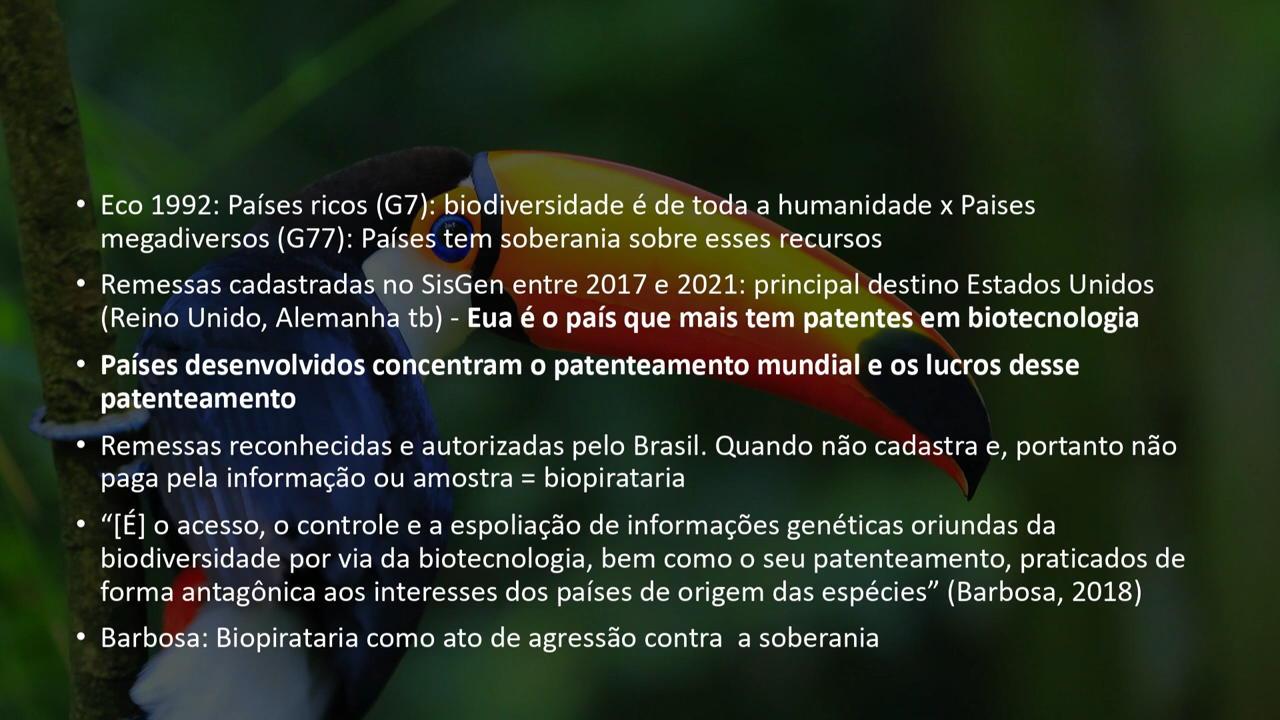 • Eco 1992: Países ricos (G7): biodiversidade é de toda a humanidade x Paises
megadiversos (G77): Países tem soberania sobre esses recursos
• Remessas cadastradas no SisGen entre 2017 e 2021: principal destino Estados Unidos
(Reino Unido, Alemanha tb) - Eua é o país que mais tem patentes em biotecnologia
• Países desenvolvidos concentram o patenteamento mundial e os lucros desse
patenteamento
• Remessas reconhecidas e autorizadas pelo Brasil. Quando não cadastra e, portanto não
paga pela informação ou amostra = biopirataria
• “[É] o acesso, o controle e a espoliação de informações genéticas oriundas da
biodiversidade por via da biotecnologia, bem como o seu patenteamento, praticados de
forma antagônica aos interesses dos países de origem das espécies” (Barbosa, 2018)
• Barbosa: Biopirataria como ato de agressão contra  a soberania